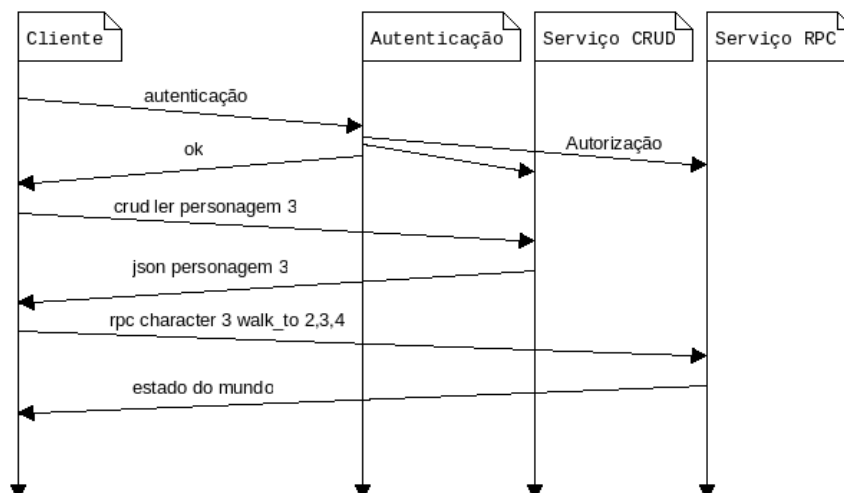 Cliente
Autenticação
Serviço CRUD
Serviço RPC
autenticação
Autorização
ok
crud ler personagem 3
json personagem 3
rpc character 3 walk_to 2,3,4
estado do mundo